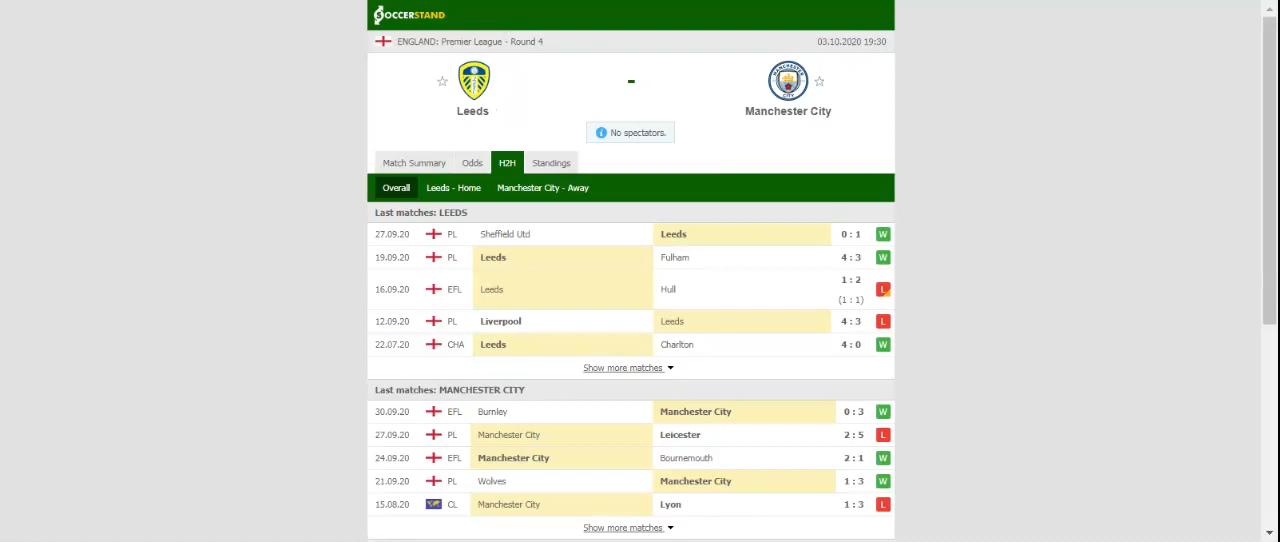 SOCCERSTAND
ENGLAND: Premier League - Round 4 03.10.2020 19:30
-
Leeds Manchester City
No spectators.
Match Summary Odds H2H Standings
Overall Leeds - Home Manchester City - Away
Last matches: LEEDS
27.09.20 PL Sheffield Utd Leeds 0 : 1 W
19.09.20 PL Leeds Fulham 4 : 3 W
16.09.20 EFL Leeds Hull 1 : 2 (1 : 1) L
12.09.20 PL Liverpool Leeds 4 : 3 L
22.07.20 CHA Leeds Charlton 4 : 0 W
Show more matches
Last matches: MANCHESTER CITY
30.09.20 EFL Burnley Manchester City 0 : 3 W
27.09.20 PL Manchester City Leicester 2 : 5 L
24.09.20 EFL Manchester City Bournemouth 2 : 1 W
21.09.20 PL Wolves Manchester City 1 : 3 W
15.08.20 CL Manchester City Lyon 1 : 3 L
Show more matches